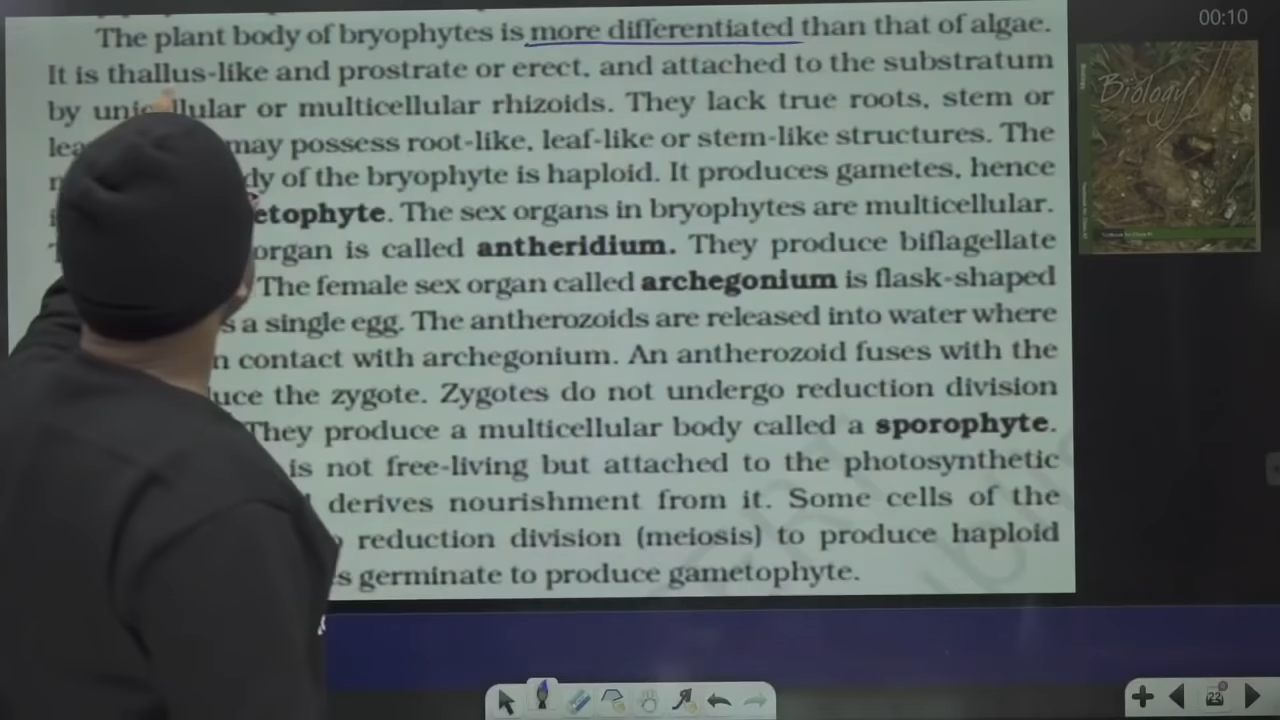 The plant body of bryophytes is more differentiated than that of algae.
It is thallus-like and prostrate or erect, and attached to the substratum
by unicellular or multicellular rhizoids. They lack true roots, stem or
may possess root-like, leaf-like or stem-like structures. The
of the bryophyte is haploid. It produces gametes, hence
etophyte. The sex organs in bryophytes are multicellular.
organ is called antheridium. They produce biflagellate
The female sex organ called archegonium is flask-shaped
s a single egg. The antherozoids are released into water where
contact with archegonium. An antherozoid fuses with the
uce the zygote. Zygotes do not undergo reduction division
They produce a multicellular body called a sporophyte.
is not free-living but attached to the photosynthetic
derives nourishment from it. Some cells of the
reduction division (meiosis) to produce haploid
s germinate to produce gametophyte.
00:10
Biology
22